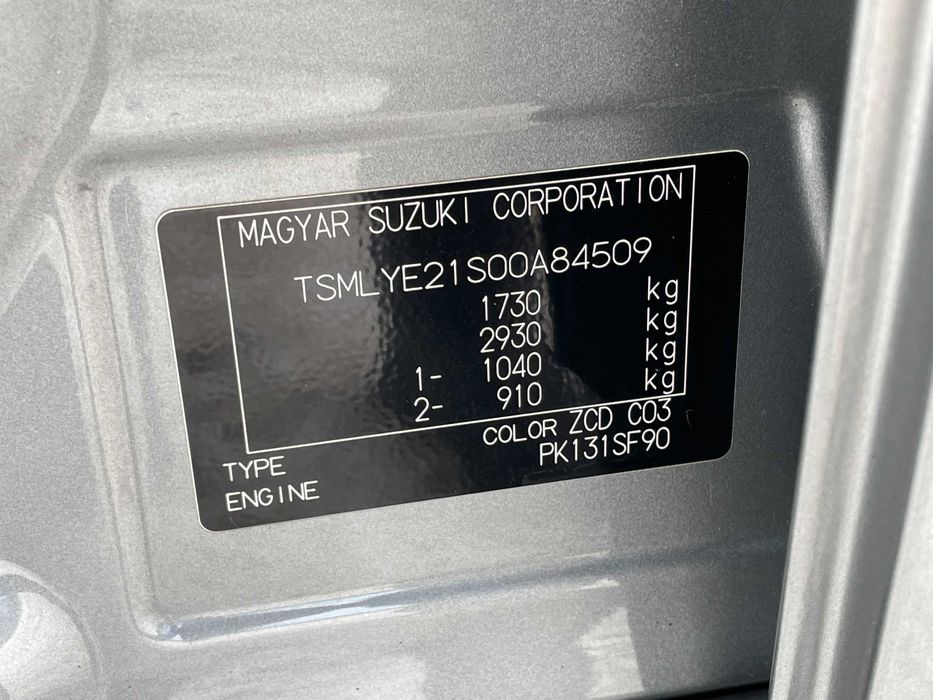 MAGYAR SUZUKI CORPORATION
TSMLYE21S00A84509
1730 kg
2930 kg
1- 1040 kg
2- 910 kg
COLOR ZCD C03
TYPE PK131SF90
ENGINE